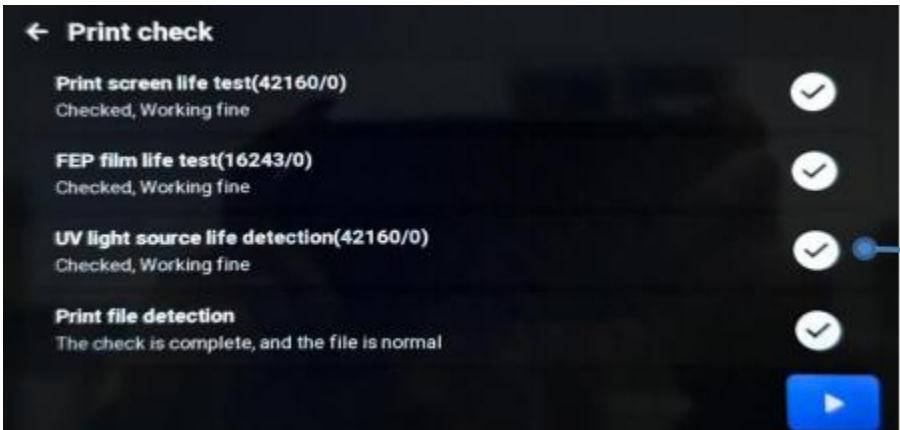 Print check
Print screen life test(42160/0)
Checked, Working fine
FEP film life test(16243/0)
Checked, Working fine
UV light source life detection(42160/0)
Checked, Working fine
Print file detection
The check is complete, and the file is normal